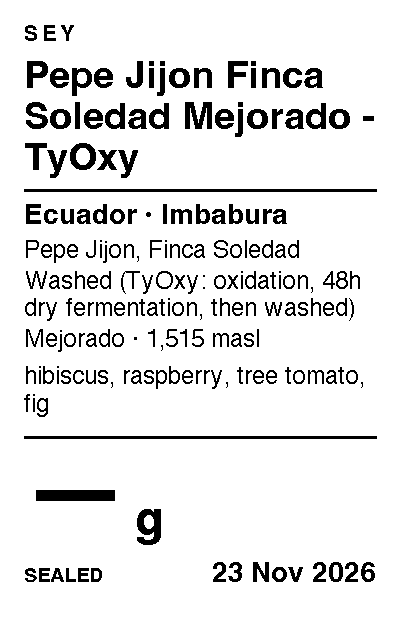 SEY
Pepe Jijon Finca
Soledad Mejorado -
TyOxy
Ecuador · Imbabura
Pepe Jijon, Finca Soledad
Washed (TyOxy: oxidation, 48h
dry fermentation, then washed)
Mejorado · 1,515 masl
hibiscus, raspberry, tree tomato,
fig
g
SEALED 23 Nov 2026